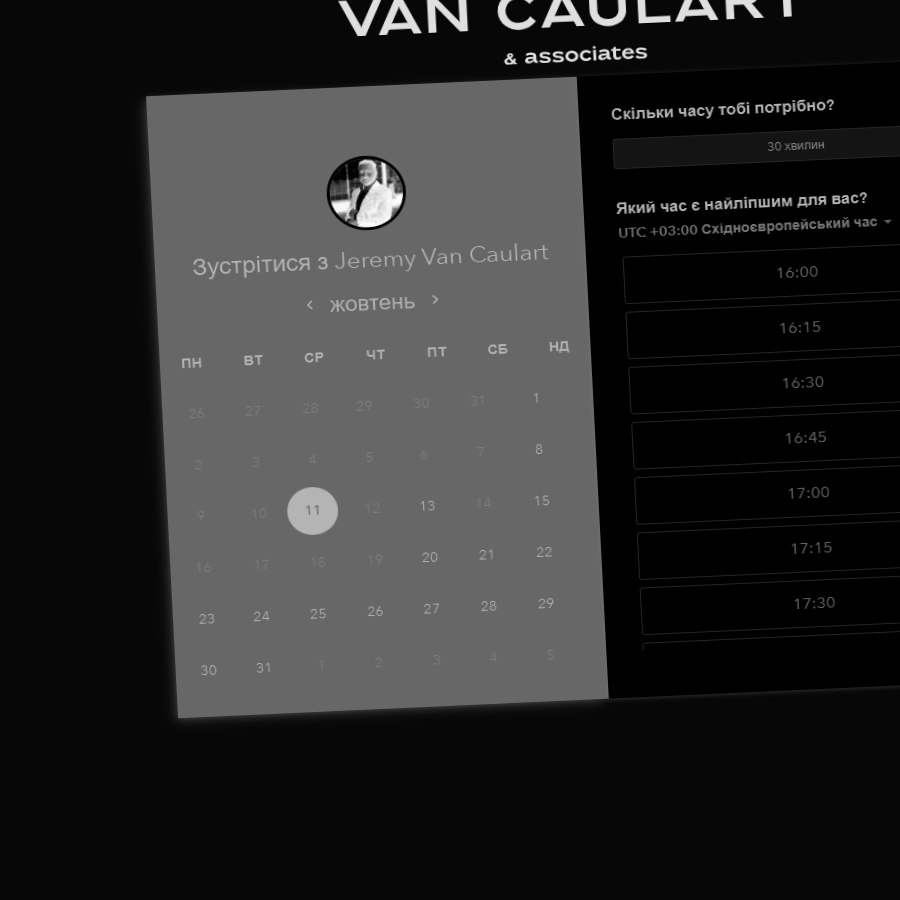 VAN CAULART
& associates
Зустрітися з Jeremy Van Caulart
жовтень
ПН ВТ СР ЧТ ПТ СБ НД
26 27 28 29 30 31 1
2 3 4 5 6 7 8
9 10 11 12 13 14 15
16 17 18 19 20 21 22
23 24 25 26 27 28 29
30 31 1 2 3 4 5
Скільки часу тобі потрібно?
30 хвилин
Який час є найліпшим для вас?
UTC +03:00 Східноєвропейський час
16:00
16:15
16:30
16:45
17:00
17:15
17:30